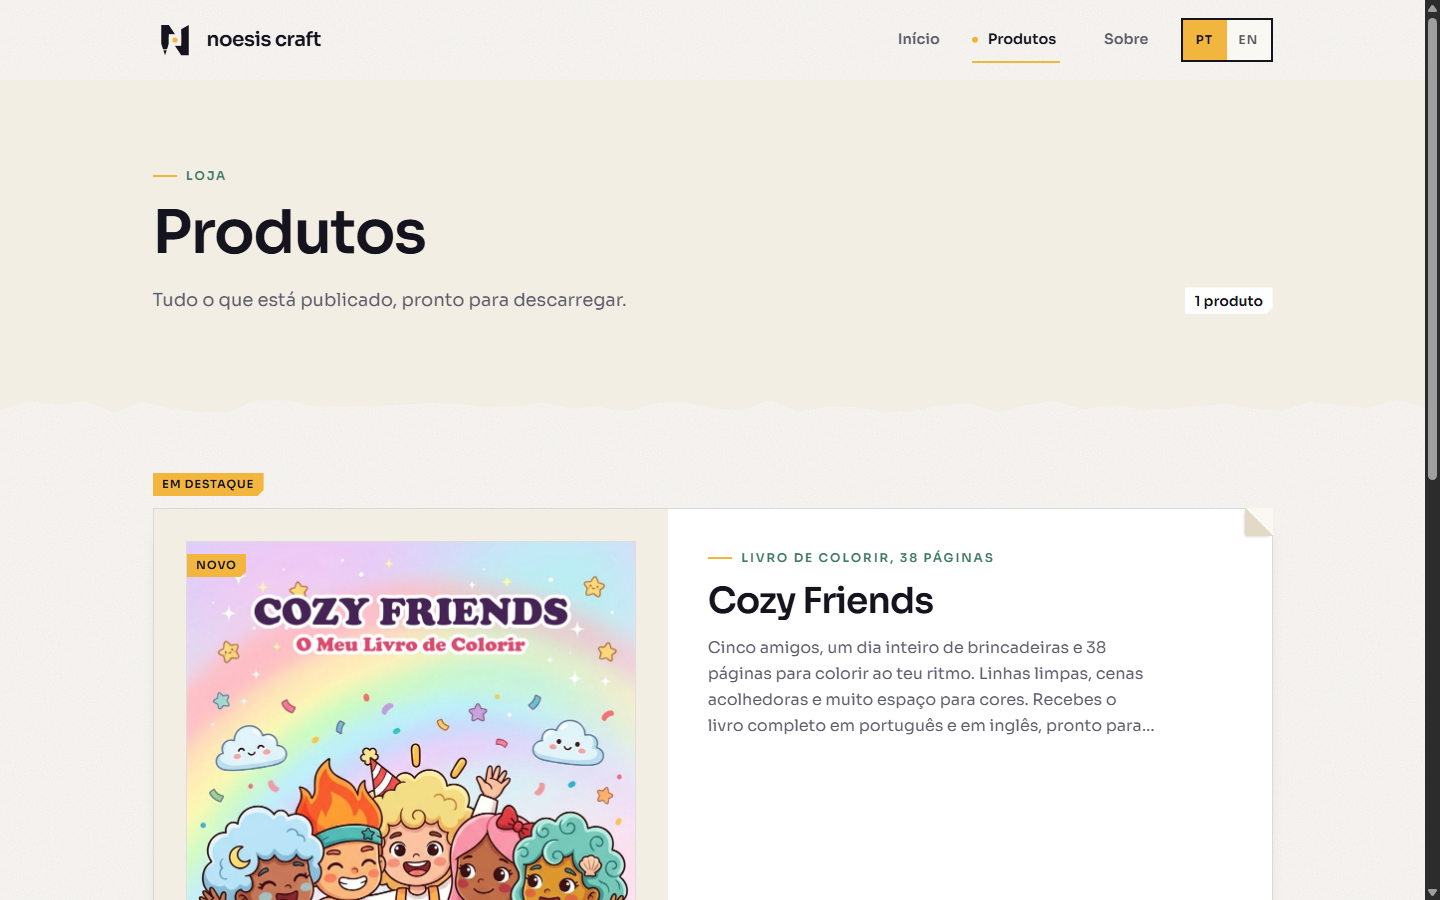 noesis craft
Início
Produtos
Sobre
PT
EN
LOJA
Produtos
Tudo o que está publicado, pronto para descarregar.
1 produto
EM DESTAQUE
NOVO
COZY FRIENDS
O Meu Livro de Colorir
LIVRO DE COLORIR, 38 PÁGINAS
Cozy Friends
Cinco amigos, um dia inteiro de brincadeiras e 38
páginas para colorir ao teu ritmo. Linhas limpas, cenas
acolhedoras e muito espaço para cores. Recebes o
livro completo em português e em inglês, pronto para...